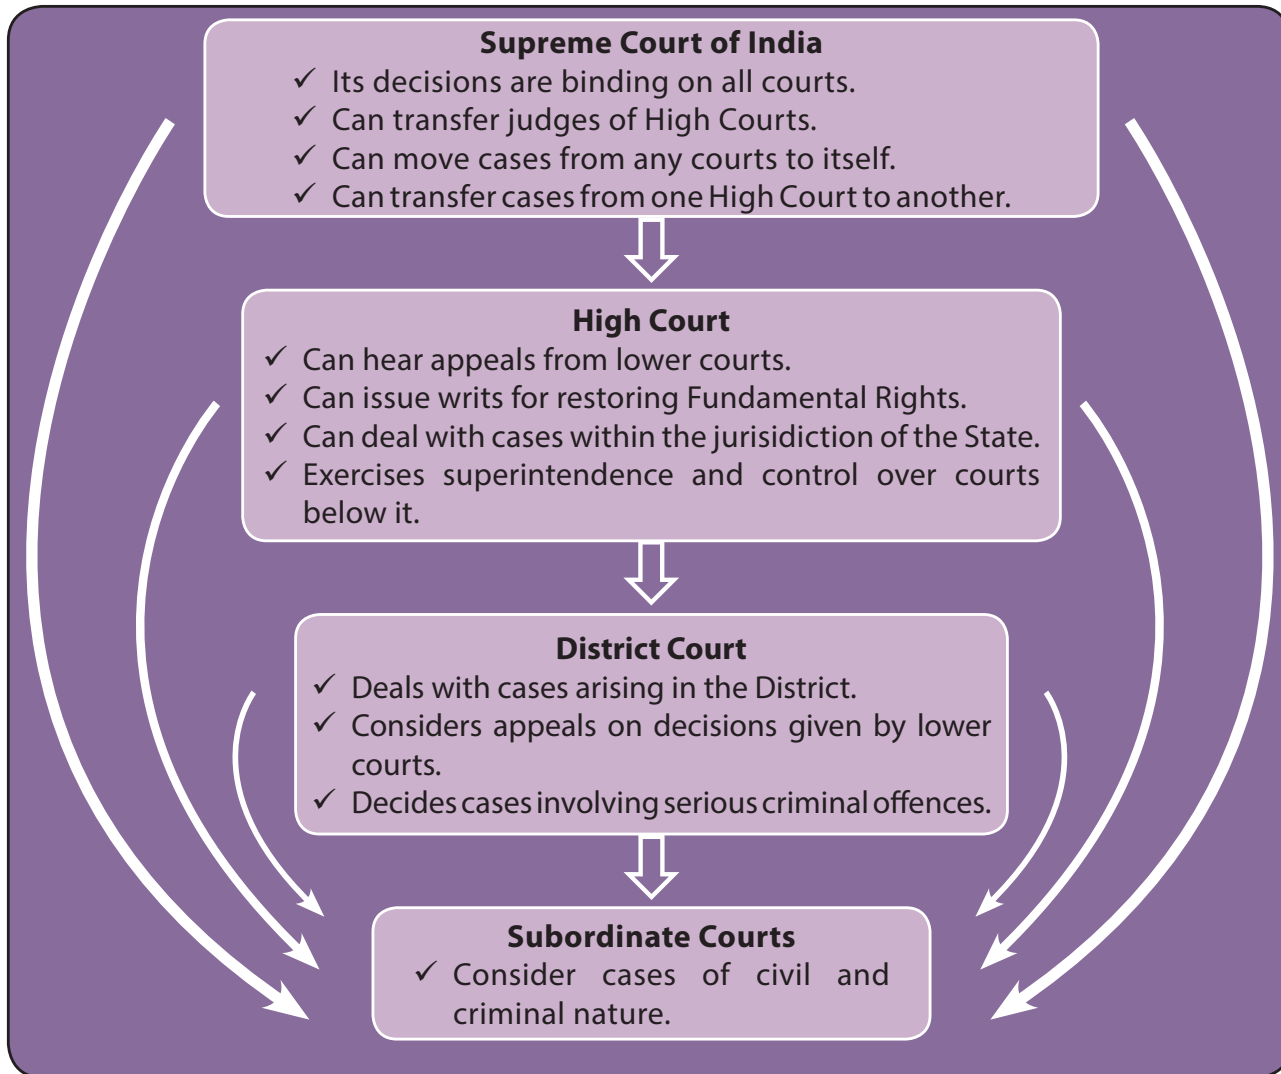 Supreme Court of India
✓ Its decisions are binding on all courts.
✓ Can transfer judges of High Courts.
✓ Can move cases from any courts to itself.
✓ Can transfer cases from one High Court to another.
High Court
✓ Can hear appeals from lower courts.
✓ Can issue writs for restoring Fundamental Rights.
✓ Can deal with cases within the jurisidiction of the State.
✓ Exercises superintendence and control over courts
below it.
District Court
✓ Deals with cases arising in the District.
✓ Considers appeals on decisions given by lower
courts.
✓ Decides cases involving serious criminal offences.
Subordinate Courts
✓ Consider cases of civil and
criminal nature.